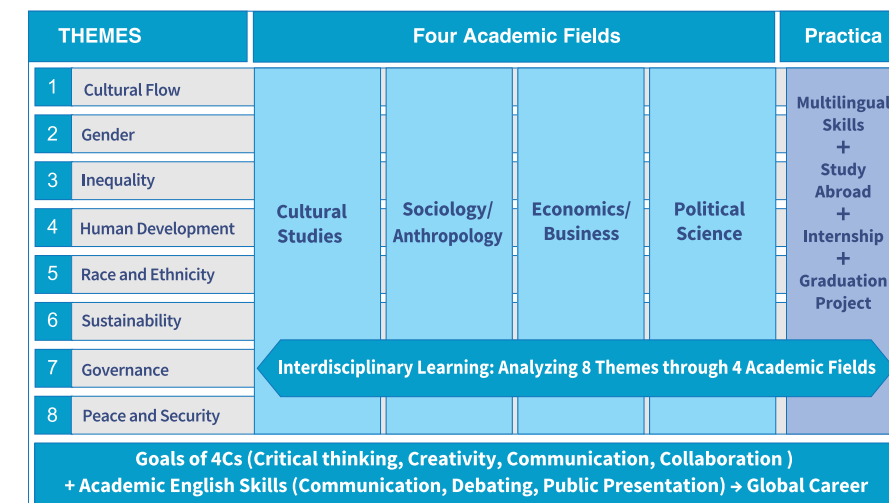 THEMES
Four Academic Fields
Practica
1 Cultural Flow
2 Gender
3 Inequality
4 Human Development
5 Race and Ethnicity
6 Sustainability
7 Governance
8 Peace and Security
Cultural
Studies
Sociology/
Anthropology
Economics/
Business
Political
Science
Multilingual
Skills
+
Study
Abroad
+
Internship
+
Graduation
Project
Interdisciplinary Learning: Analyzing 8 Themes through 4 Academic Fields
Goals of 4Cs (Critical thinking, Creativity, Communication, Collaboration )
+ Academic English Skills (Communication, Debating, Public Presentation) → Global Career